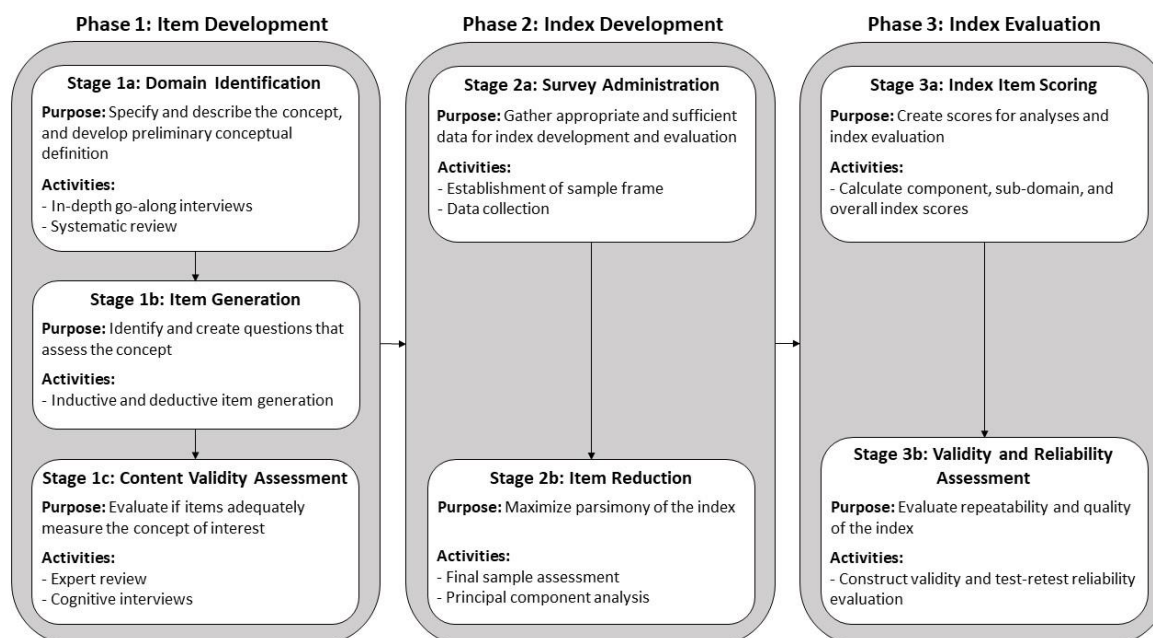 Phase 1: Item Development
Stage 1a: Domain Identification
Purpose: Specify and describe the concept,
and develop preliminary conceptual
definition
Activities:
- In-depth go-along interviews
- Systematic review
Stage 1b: Item Generation
Purpose: Identify and create questions that
assess the concept
Activities:
- Inductive and deductive item generation
Stage 1c: Content Validity Assessment
Purpose: Evaluate if items adequately
measure the concept of interest
Activities:
- Expert review
- Cognitive interviews
Phase 2: Index Development
Stage 2a: Survey Administration
Purpose: Gather appropriate and sufficient
data for index development and evaluation
Activities:
- Establishment of sample frame
- Data collection
Stage 2b: Item Reduction
Purpose: Maximize parsimony of the index
Activities:
- Final sample assessment
- Principal component analysis
Phase 3: Index Evaluation
Stage 3a: Index Item Scoring
Purpose: Create scores for analyses and
index evaluation
Activities:
- Calculate component, sub-domain, and
overall index scores
Stage 3b: Validity and Reliability
Assessment
Purpose: Evaluate repeatability and quality
of the index
Activities:
- Construct validity and test-retest reliability
evaluation